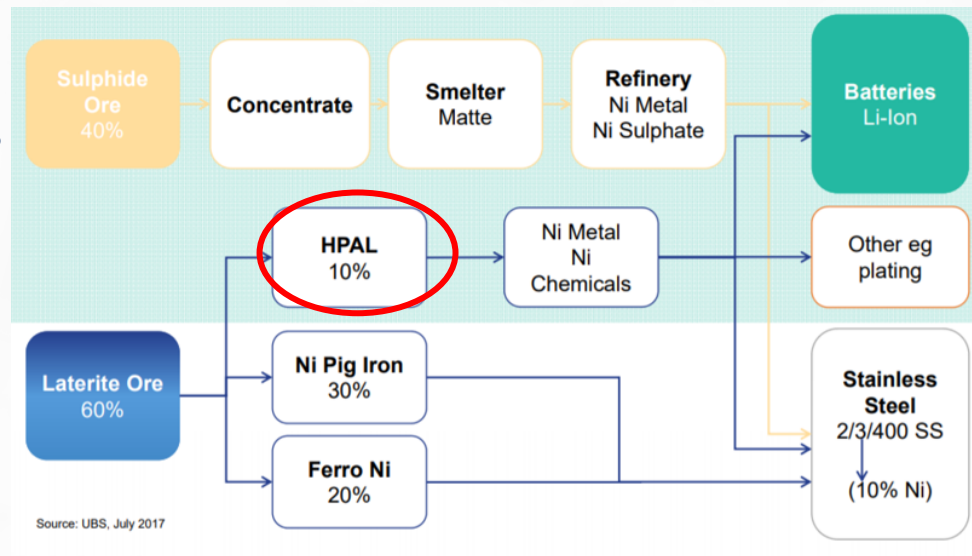 Sulphide
Ore
40%
Concentrate
Smelter
Matte
Refinery
Ni Metal
Ni Sulphate
Batteries
Li-Ion
HPAL
10%
Ni Metal
Ni
Chemicals
Other eg
plating
Laterite Ore
60%
Ni Pig Iron
30%
Ferro Ni
20%
Stainless
Steel
2/3/400 SS
(10% Ni)
Source: UBS, July 2017